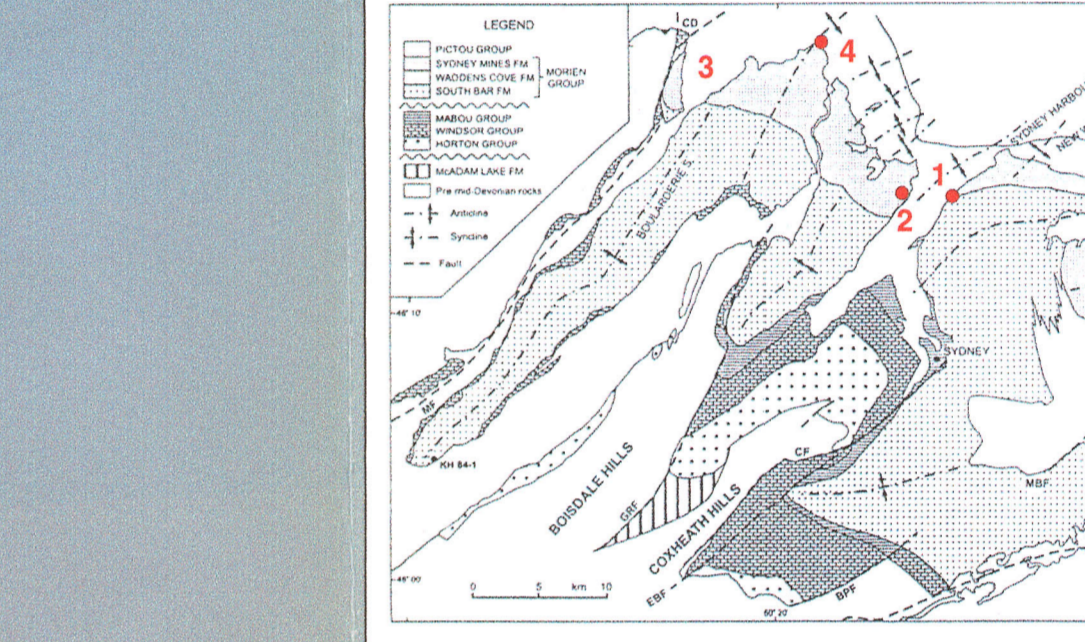 LEGEND
PICTOU GROUP
SYDNEY MINES FM
WADDENS COVE FM
SOUTH BAR FM
MORIEN
GROUP
MABOU GROUP
WINDSOR GROUP
HORTON GROUP
McADAM LAKE FM
Pre mid-Devonian rocks
Anticline
Syncline
Fault
CD
3
4
SYDNEY HARBOU
NEW
1
2
BOULARDERIE S.
46° 10'
SYDNEY
MF
KH 84-1
CF
MBF
BOISDALE HILLS
GRF
COXHEATH HILLS
46° 00'
0 5 km 10
EBF
BPF
60° 20'